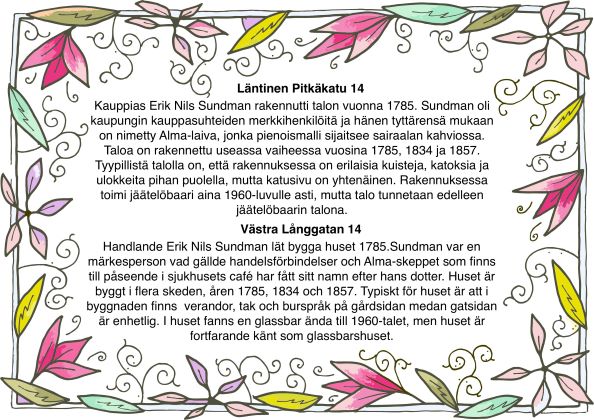 Läntinen Pitkäkatu 14
Kauppias Erik Nils Sundman rakennutti talon vuonna 1785. Sundman oli
kaupungin kauppasuhteiden merkkihenkilöitä ja hänen tyttärensä mukaan
on nimetty Alma-laiva, jonka pienoismalli sijaitsee sairaalan kahviossa.
Taloa on rakennettu useassa vaiheessa vuosina 1785, 1834 ja 1857.
Tyypillistä talolla on, että rakennuksessa on erilaisia kuisteja, katoksia ja
ulokkeita pihan puolella, mutta katusivu on yhtenäinen. Rakennuksessa
toimi jäätelöbaari aina 1960-luvulle asti, mutta talo tunnetaan edelleen
jäätelöbaarin talona.
Västra Långgatan 14
Handlande Erik Nils Sundman lät bygga huset 1785.Sundman var en
märkesperson vad gällde handelsförbindelser och Alma-skeppet som finns
till påseende i sjukhusets café har fått sitt namn efter hans dotter. Huset är
byggt i flera skeden, åren 1785, 1834 och 1857. Typiskt för huset är att i
byggnaden finns verandor, tak och burspråk på gårdsidan medan gatsidan
är enhetlig. I huset fanns en glassbar ända till 1960-talet, men huset är
fortfarande känt som glassbarshuset.